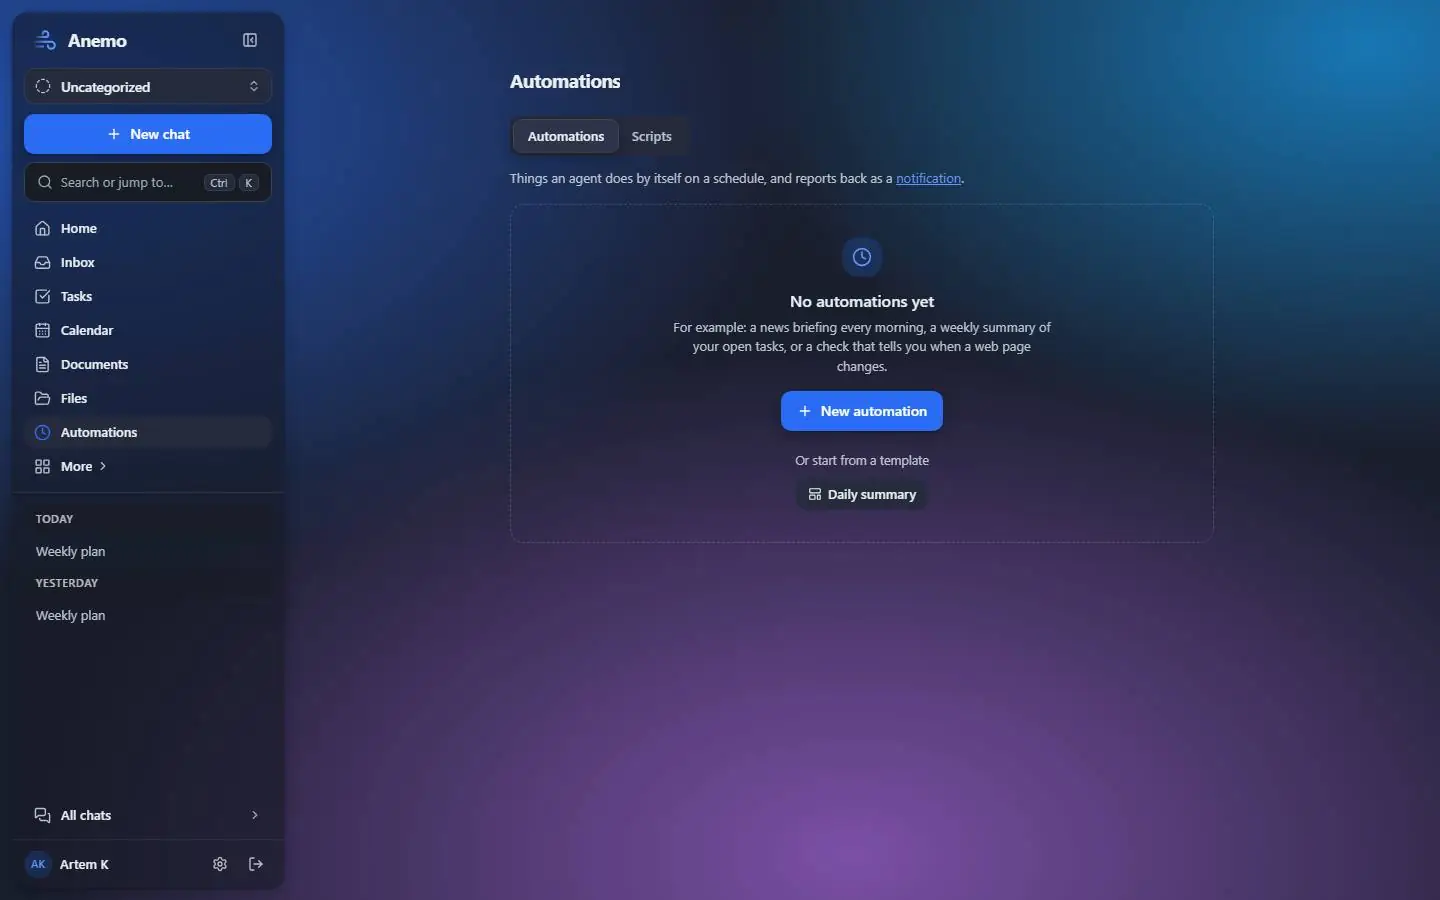 Anemo
Uncategorized
New chat
Search or jump to... Ctrl K
Home
Inbox
Tasks
Calendar
Documents
Files
Automations
More
TODAY
Weekly plan
YESTERDAY
Weekly plan
All chats
AK Artem K
Automations
Automations Scripts
Things an agent does by itself on a schedule, and reports back as a notification.
No automations yet
For example: a news briefing every morning, a weekly summary of
your open tasks, or a check that tells you when a web page
changes.
New automation
Or start from a template
Daily summary